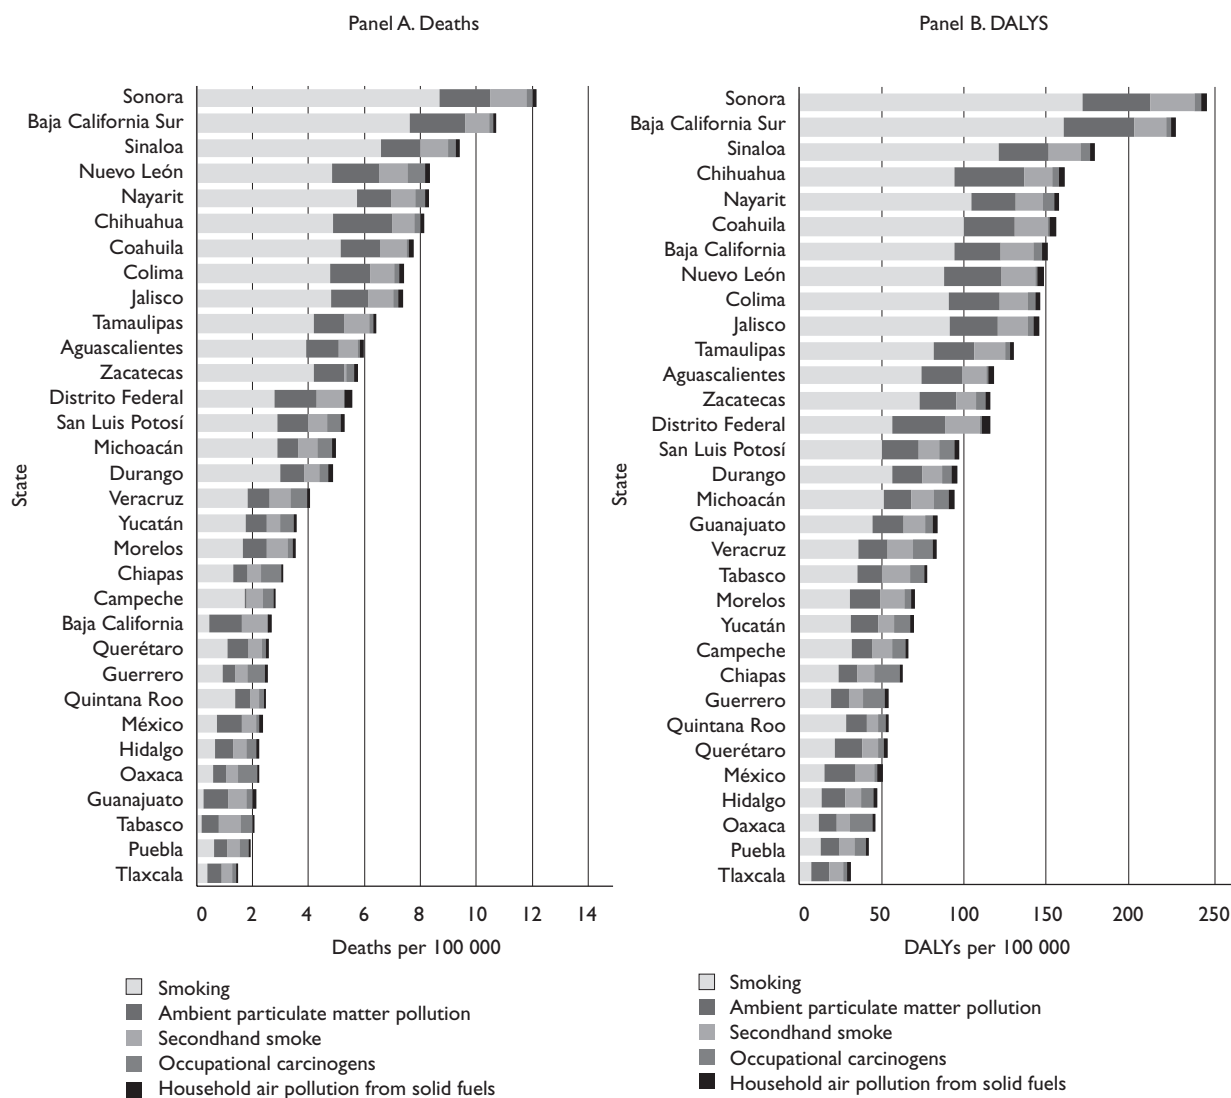 Panel A. Deaths
Sonora
Baja California Sur
Sinaloa
Nuevo León
Nayarit
Chihuahua
Coahuila
Colima
Jalisco
Tamaulipas
Aguascalientes
Zacatecas
Distrito Federal
San Luis Potosí
Michoacán
Durango
Veracruz
Yucatán
Morelos
Chiapas
Campeche
Baja California
Querétaro
Guerrero
Quintana Roo
México
Hidalgo
Oaxaca
Guanajuato
Tabasco
Puebla
Tlaxcala
State
0 2 4 6 8 10 12 14
Deaths per 100 000
Smoking
Ambient particulate matter pollution
Secondhand smoke
Occupational carcinogens
Household air pollution from solid fuels
Panel B. DALYS
Sonora
Baja California Sur
Sinaloa
Chihuahua
Nayarit
Coahuila
Baja California
Nuevo León
Colima
Jalisco
Tamaulipas
Aguascalientes
Zacatecas
Distrito Federal
San Luis Potosí
Durango
Michoacán
Guanajuato
Veracruz
Tabasco
Morelos
Yucatán
Campeche
Chiapas
Guerrero
Quintana Roo
Querétaro
México
Hidalgo
Oaxaca
Puebla
Tlaxcala
State
0 50 100 150 200 250
DALYs per 100 000
Smoking
Ambient particulate matter pollution
Secondhand smoke
Occupational carcinogens
Household air pollution from solid fuels